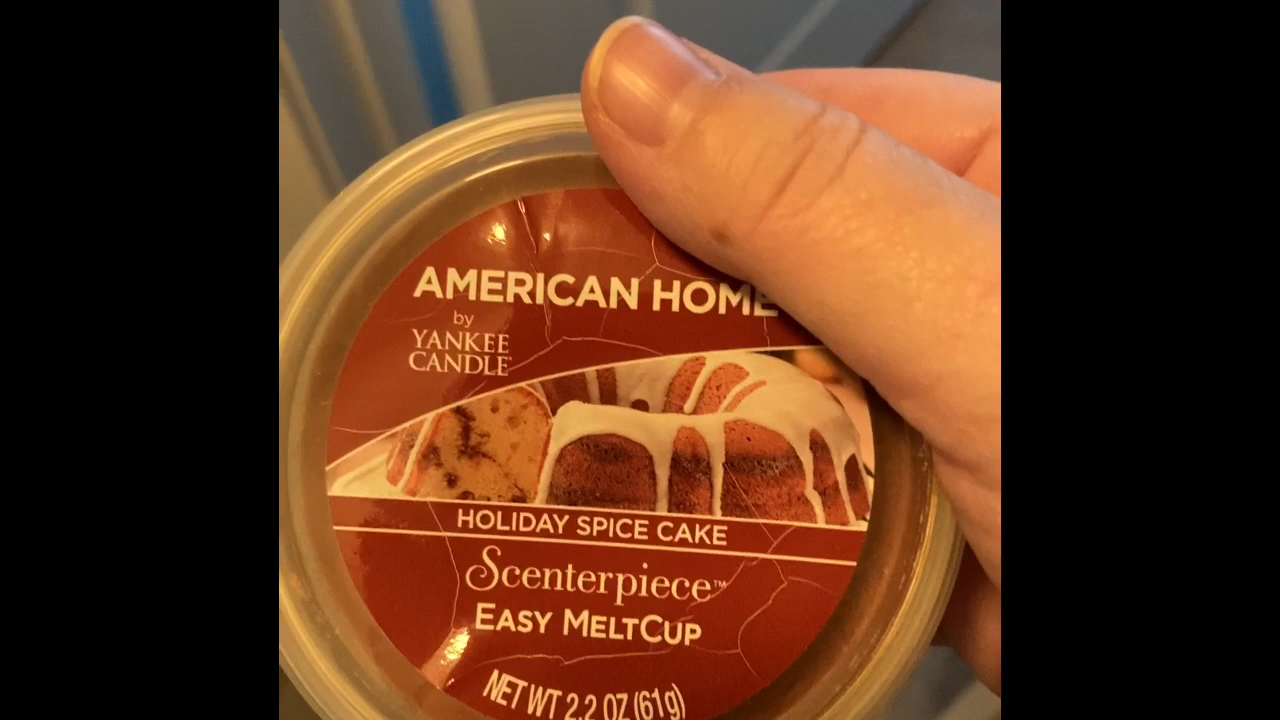 AMERICAN HOME
by
YANKEE
CANDLE
HOLIDAY SPICE CAKE
Scenterpiece™
EASY MELTCUP
NET WT 2.2 OZ (61g)